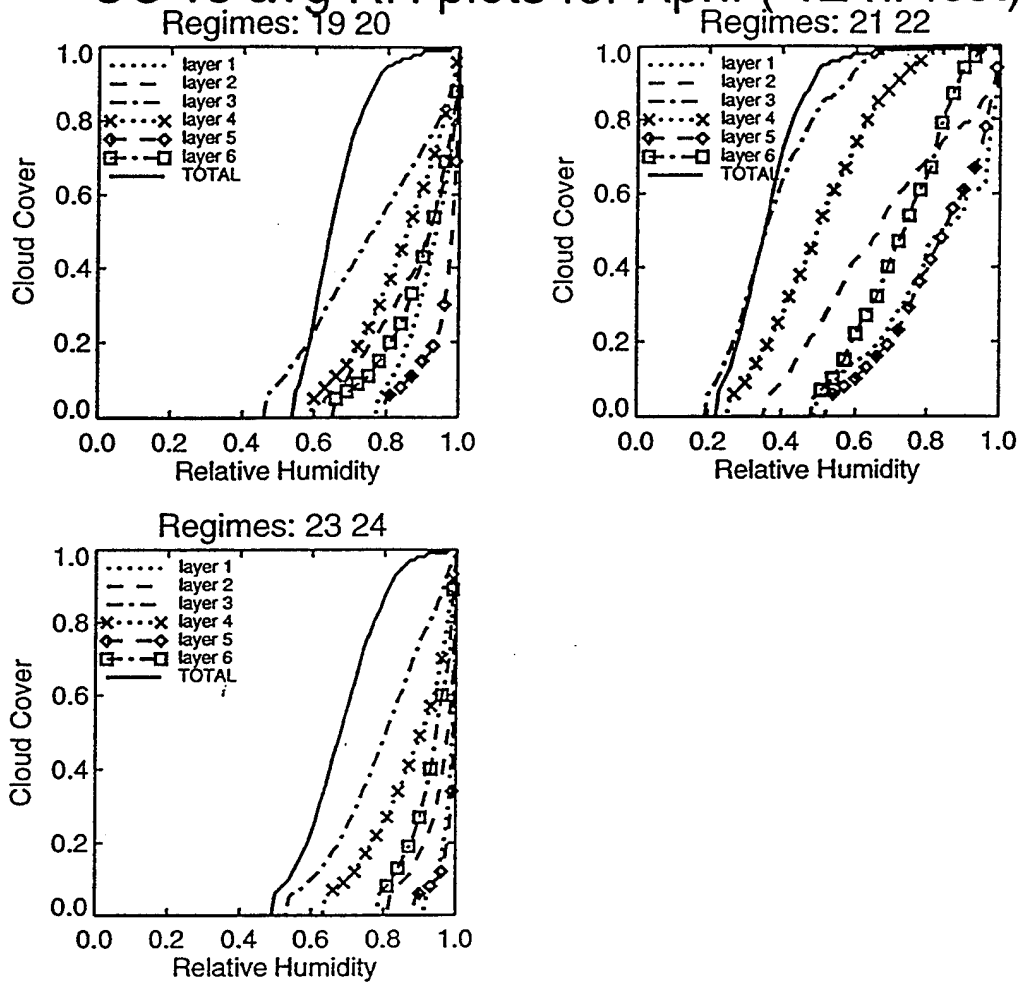 plots for April
Regimes: 19 20
1.0
0.8
0.6
0.4
0.2
0.0
Cloud Cover
layer 1
layer 2
layer 3
layer 4
layer 5
layer 6
TOTAL
0.0 0.2 0.4 0.6 0.8 1.0
Relative Humidity
Regimes: 21 22
1.0
0.8
0.6
0.4
0.2
0.0
Cloud Cover
layer 1
layer 2
layer 3
layer 4
layer 5
layer 6
TOTAL
0.0 0.2 0.4 0.6 0.8 1.0
Relative Humidity
Regimes: 23 24
1.0
0.8
0.6
0.4
0.2
0.0
Cloud Cover
layer 1
layer 2
layer 3
layer 4
layer 5
layer 6
TOTAL
0.0 0.2 0.4 0.6 0.8 1.0
Relative Humidity